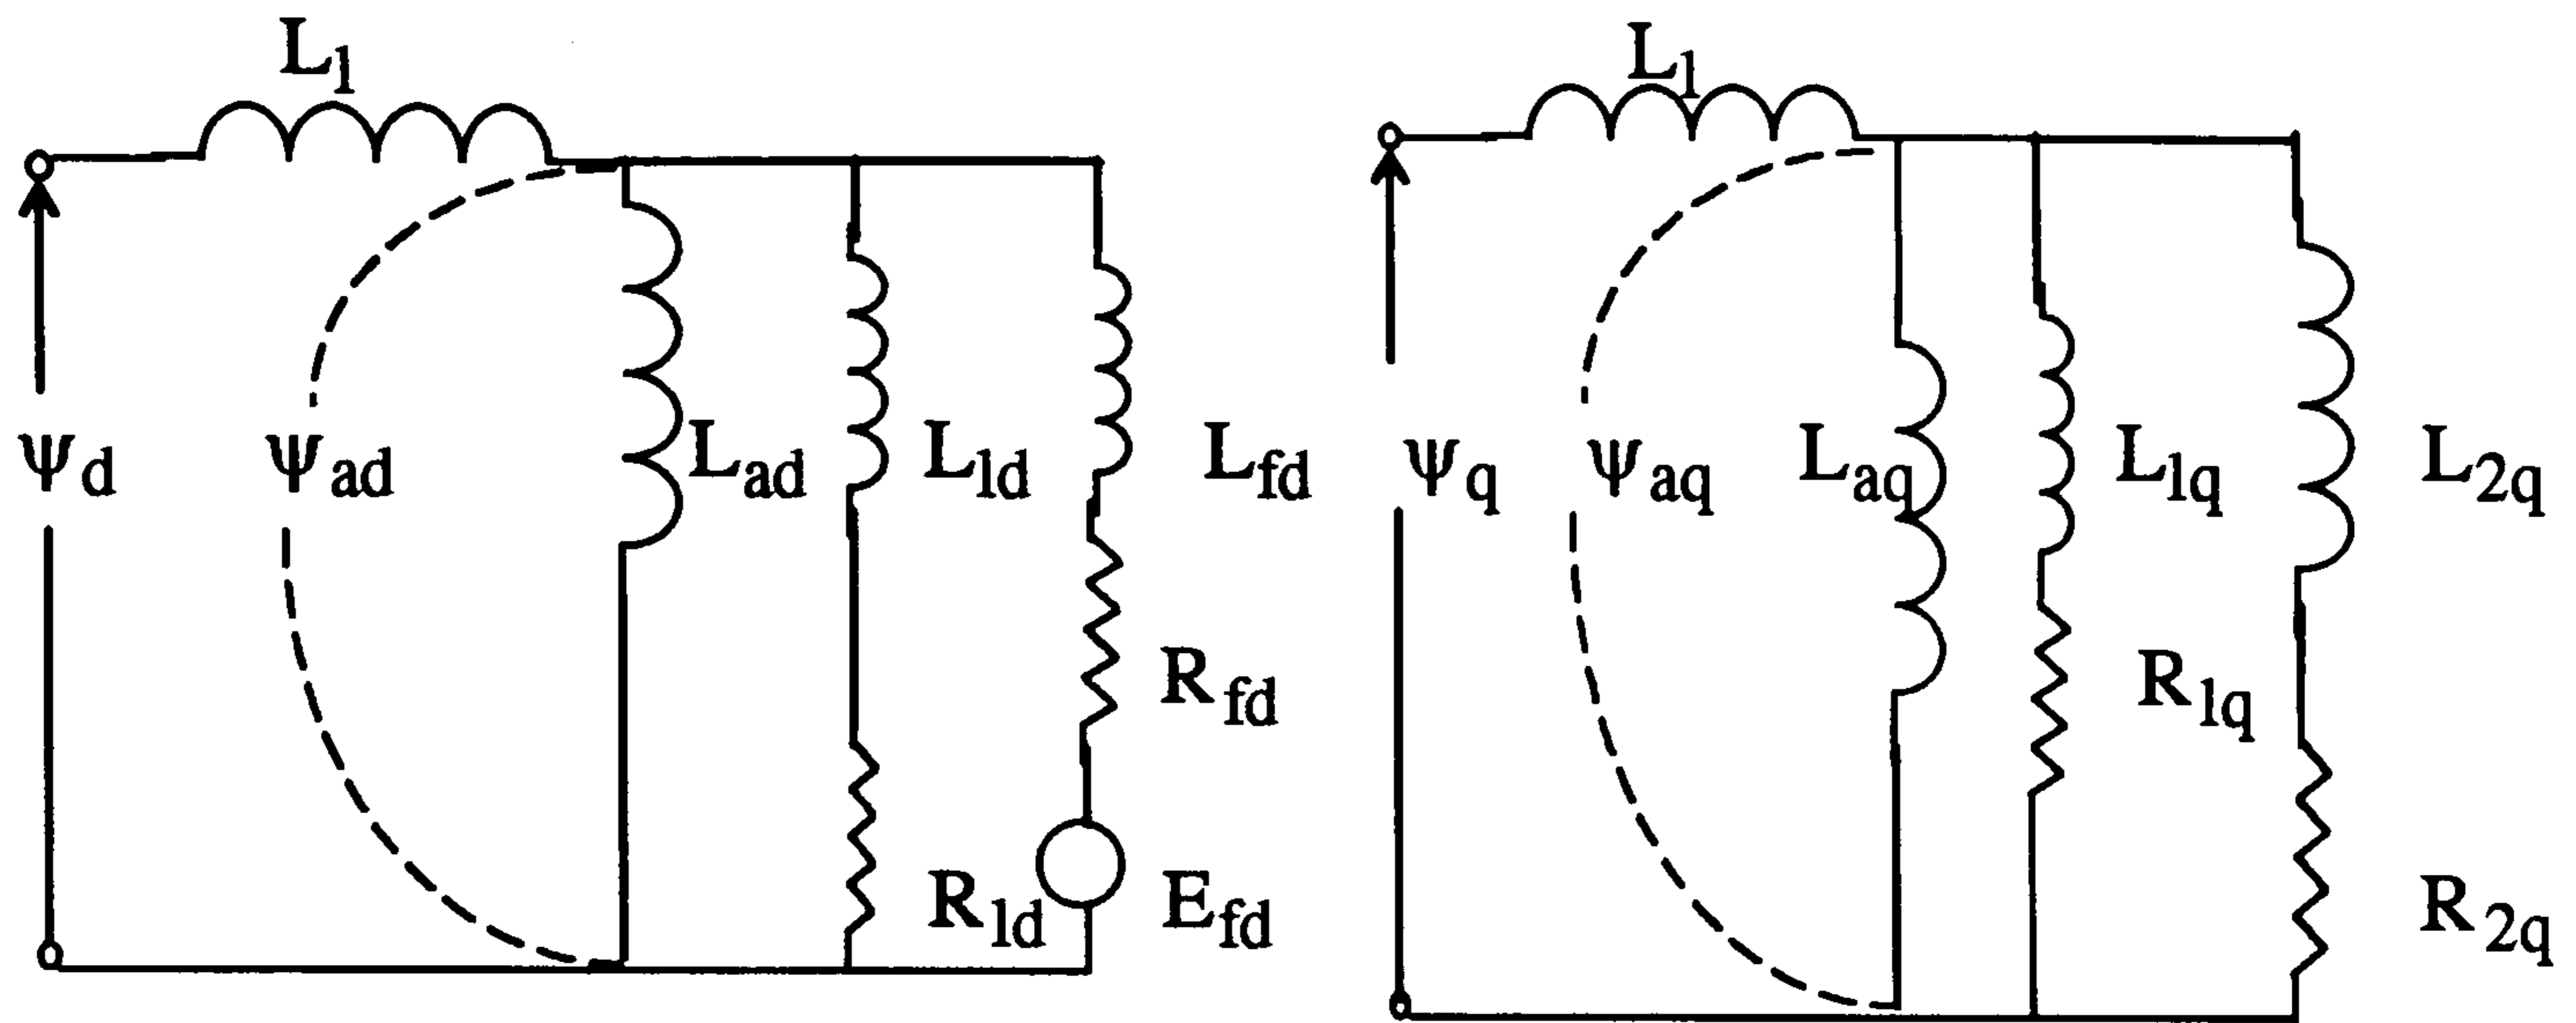 L1
ψd
ψad
Lad
L1d
Lfd
Rfd
R1d
Efd
L1
ψq
ψaq
Laq
L1q
L2q
R1q
R2q